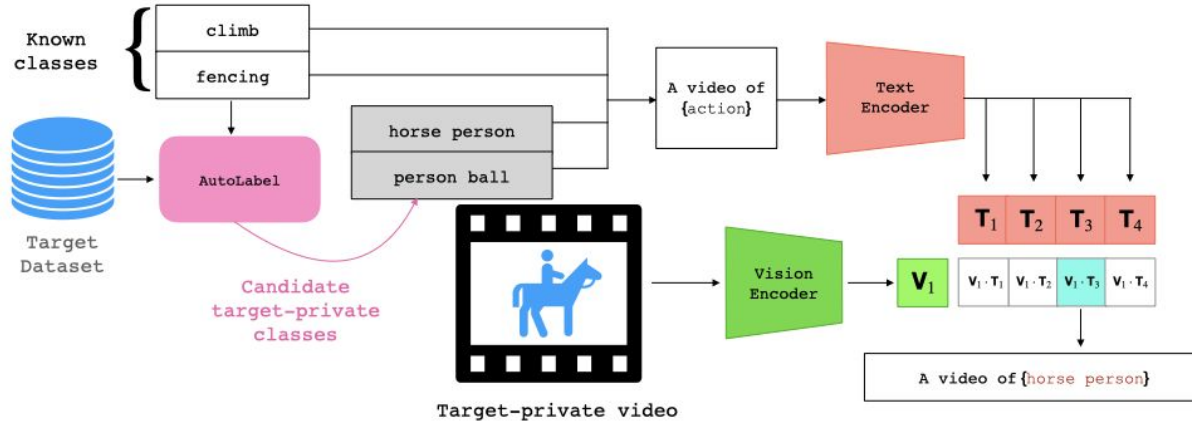 Known
classes
climb
fencing
Target
Dataset
AutoLabel
horse person
person ball
Candidate
target-private
classes
A video of
{action}
Text
Encoder
Target-private video
Vision
Encoder
V₁
T₁ T₂ T₃ T₄
V₁ · T₁ V₁ · T₂ V₁ · T₃ V₁ · T₄
A video of {horse person}